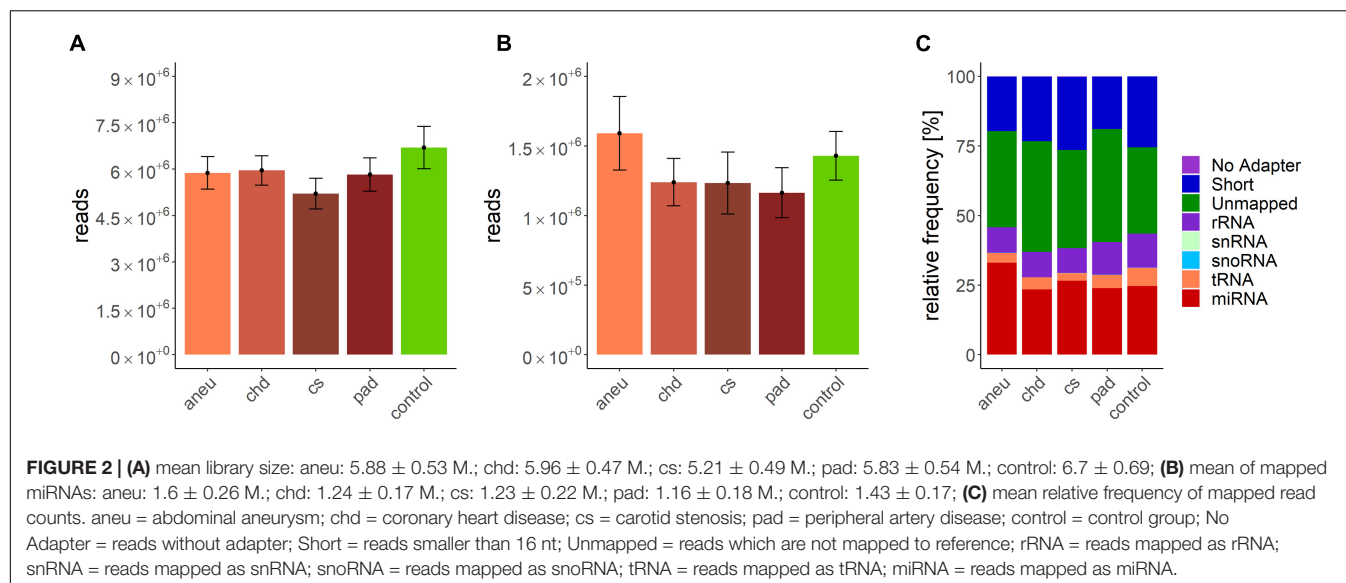 A
B
C
9 × 10⁺⁶
7.5 × 10⁺⁶
6 × 10⁺⁶
4.5 × 10⁺⁶
3 × 10⁺⁶
1.5 × 10⁺⁶
0 × 10⁺⁰
reads
aneu
chd
cs
pad
control
2 × 10⁺⁶
1.5 × 10⁺⁶
1 × 10⁺⁶
5 × 10⁺⁵
0 × 10⁺⁰
reads
aneu
chd
cs
pad
control
100
75
50
25
0
relative frequency [%]
aneu
chd
cs
pad
control
No Adapter
Short
Unmapped
rRNA
snRNA
snoRNA
tRNA
miRNA
FIGURE 2 | (A) mean library size: aneu: 5.88 ± 0.53 M.; chd: 5.96 ± 0.47 M.; cs: 5.21 ± 0.49 M.; pad: 5.83 ± 0.54 M.; control: 6.7 ± 0.69; (B) mean of mapped
miRNAs: aneu: 1.6 ± 0.26 M.; chd: 1.24 ± 0.17 M.; cs: 1.23 ± 0.22 M.; pad: 1.16 ± 0.18 M.; control: 1.43 ± 0.17; (C) mean relative frequency of mapped read
counts. aneu = abdominal aneurysm; chd = coronary heart disease; cs = carotid stenosis; pad = peripheral artery disease; control = control group; No
Adapter = reads without adapter; Short = reads smaller than 16 nt; Unmapped = reads which are not mapped to reference; rRNA = reads mapped as rRNA;
snRNA = reads mapped as snRNA; snoRNA = reads mapped as snoRNA; tRNA = reads mapped as tRNA; miRNA = reads mapped as miRNA.